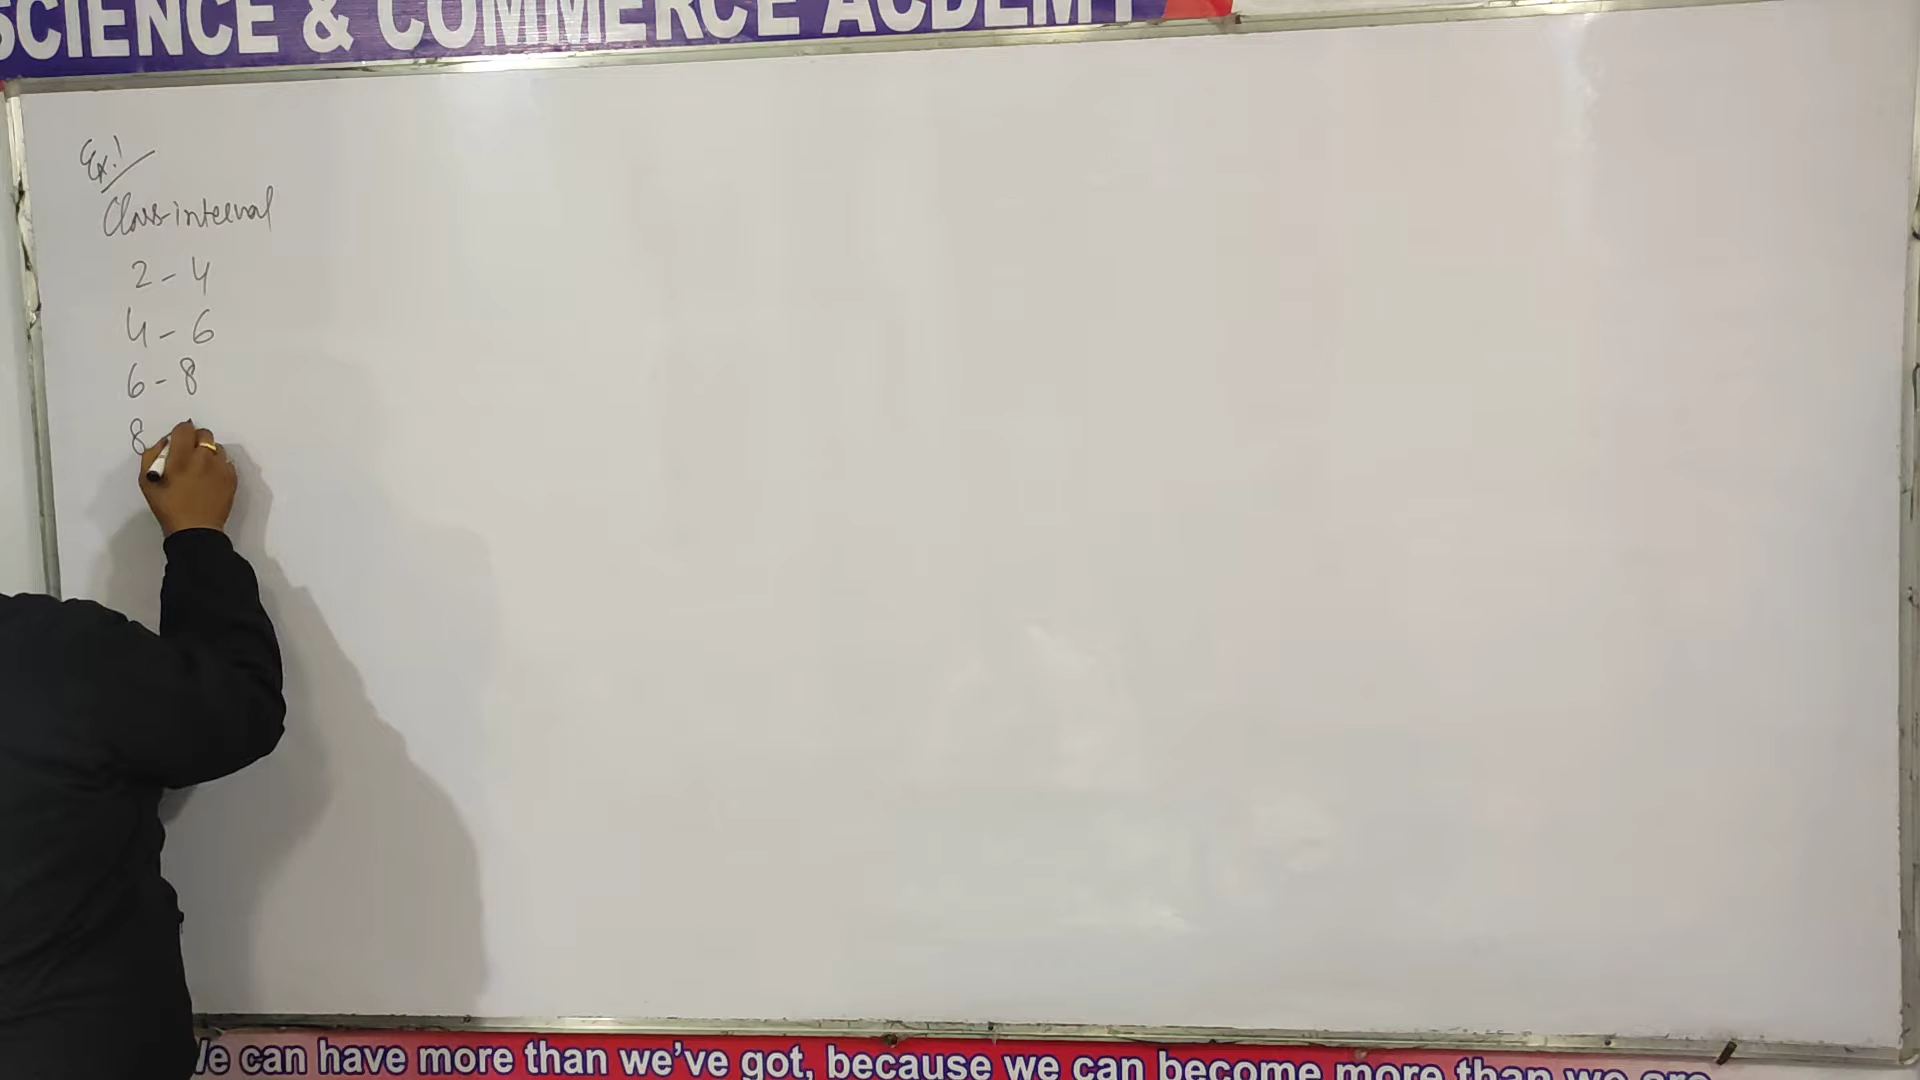 SCIENCE & COMMERCE ACDEMY
Ex.1
Class-interval
2 - 4
4 - 6
6 - 8
8
We can have more than we've got, because we can become more than we are